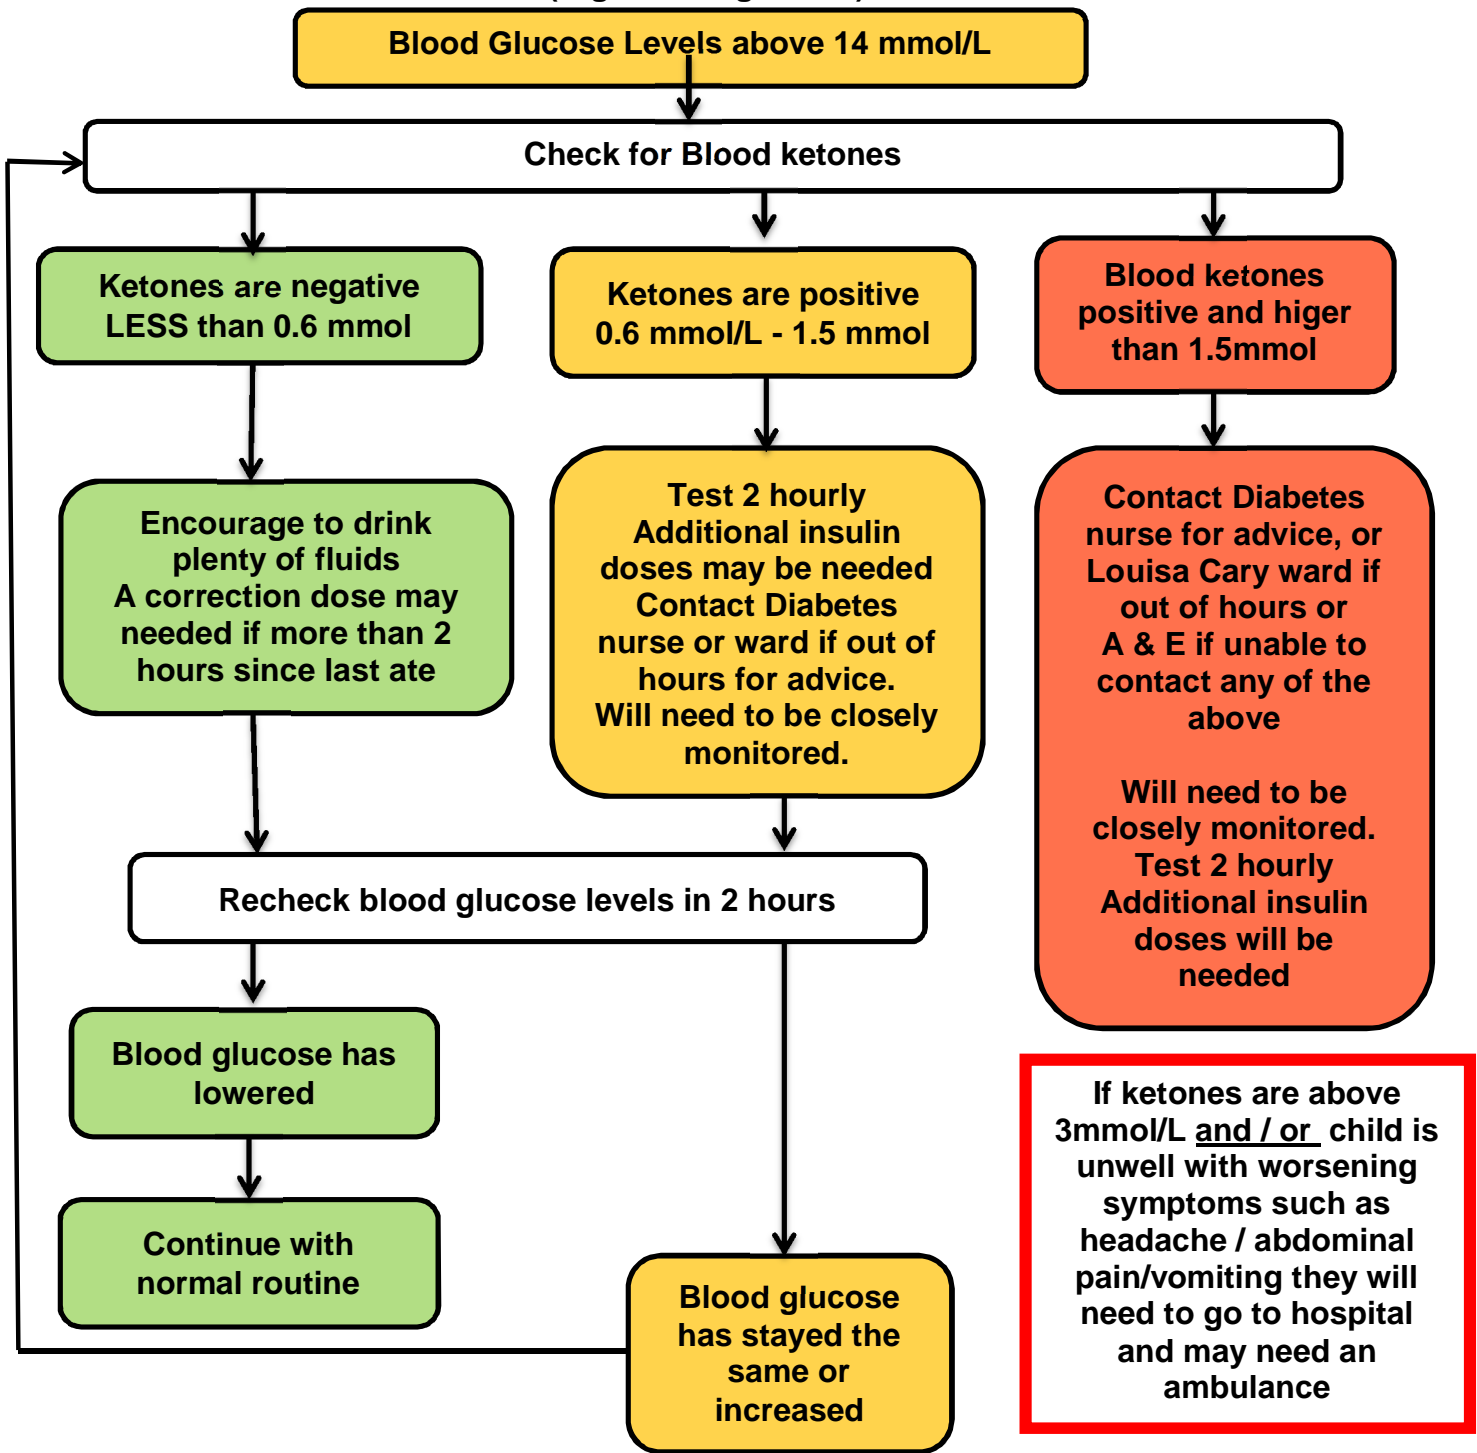 Blood Glucose Levels above 14 mmol/L
Check for Blood ketones
Ketones are negative
LESS than 0.6 mmol
Ketones are positive
0.6 mmol/L - 1.5 mmol
Blood ketones
positive and higer
than 1.5mmol
Encourage to drink
plenty of fluids
A correction dose may
needed if more than 2
hours since last ate
Test 2 hourly
Additional insulin
doses may be needed
Contact Diabetes
nurse or ward if out of
hours for advice.
Will need to be closely
monitored.
Contact Diabetes
nurse for advice, or
Louisa Cary ward if
out of hours or
A & E if unable to
contact any of the
above
Will need to be
closely monitored.
Test 2 hourly
Additional insulin
doses will be
needed
Recheck blood glucose levels in 2 hours
Blood glucose has
lowered
Continue with
normal routine
Blood glucose
has stayed the
same or
increased
If ketones are above
3mmol/L and / or child is
unwell with worsening
symptoms such as
headache / abdominal
pain/vomiting they will
need to go to hospital
and may need an
ambulance